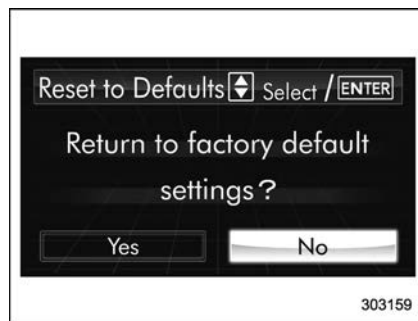 Reset to Defaults Select / ENTER
Return to factory default
settings?
Yes No
303159